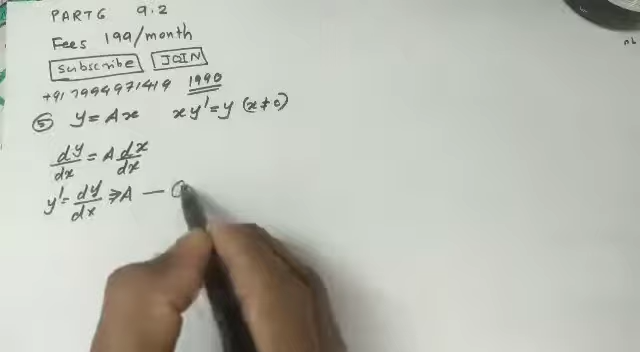 PART6 9.2
Fees 199/month
Subscribe JOIN
+91 7994971419 1990
⑤ y = Ax xy' = y (x≠0)
dy/dx = A dx/dx
y' = dy/dx ⇒ A —